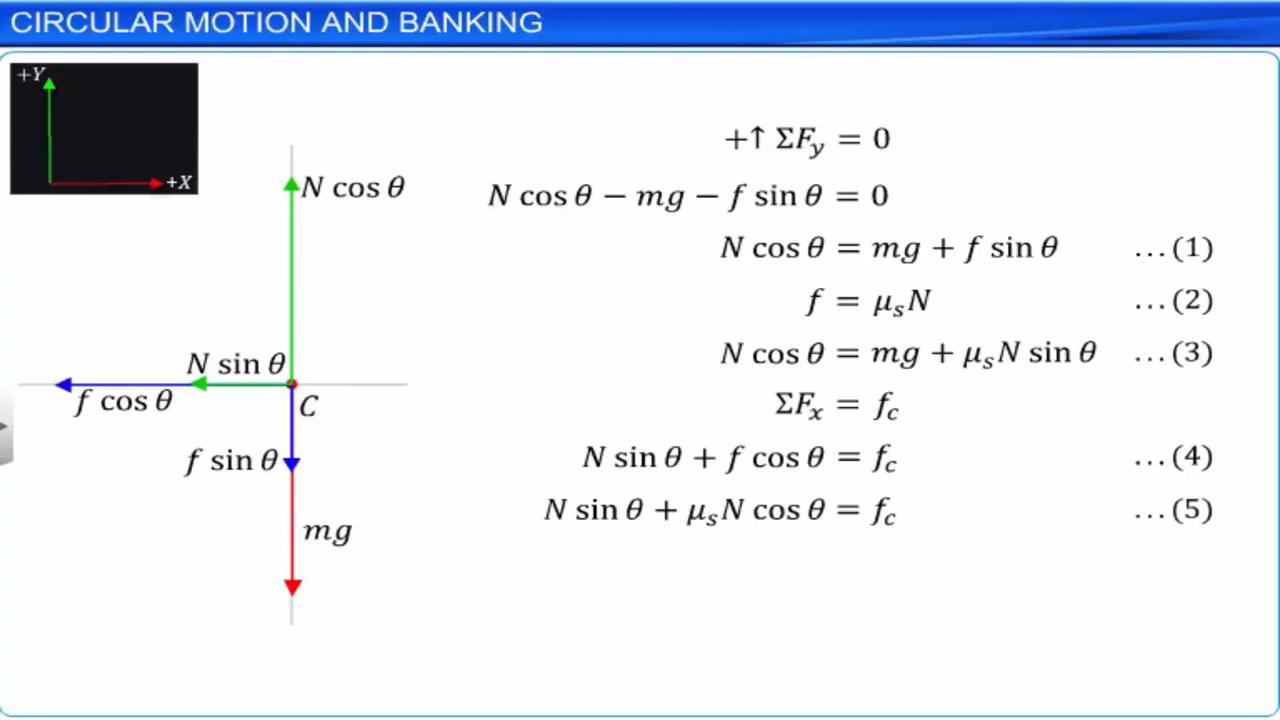 CIRCULAR MOTION AND BANKING
+Y
+X
N cos θ
N sin θ
f cos θ
C
f sin θ
mg
+↑ ΣF_y = 0
N cos θ − mg − f sin θ = 0
N cos θ = mg + f sin θ …(1)
f = μ_s N …(2)
N cos θ = mg + μ_s N sin θ …(3)
ΣF_x = f_c
N sin θ + f cos θ = f_c …(4)
N sin θ + μ_s N cos θ = f_c …(5)